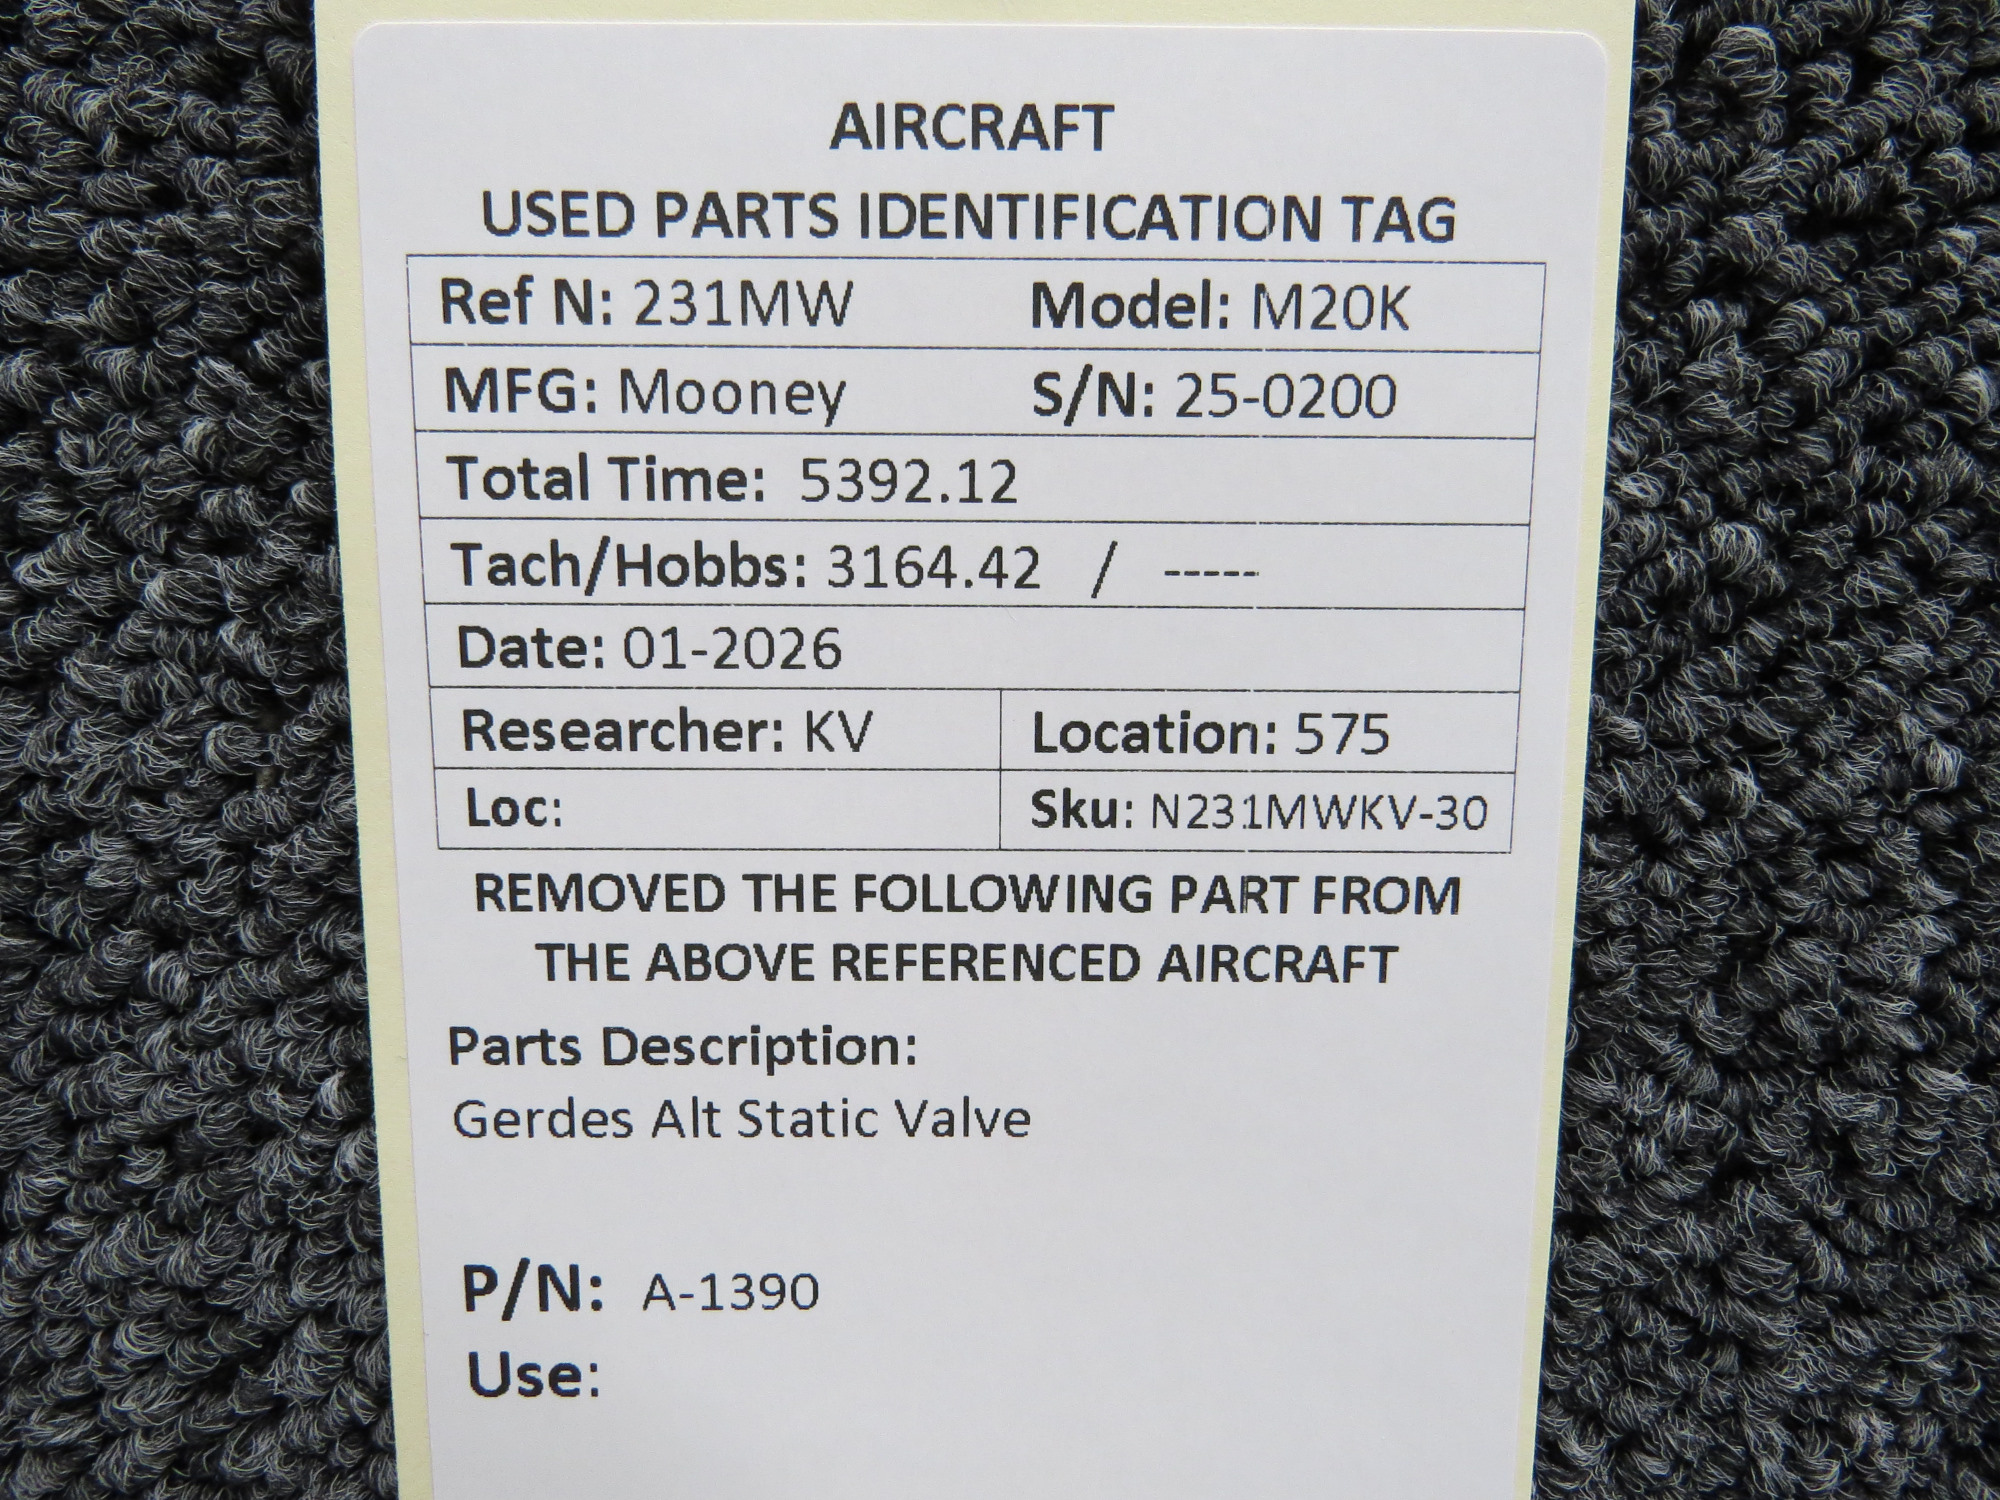 AIRCRAFT
USED PARTS IDENTIFICATION TAG
Ref N: 231MW Model: M20K
MFG: Mooney S/N: 25-0200
Total Time: 5392.12
Tach/Hobbs: 3164.42 / -----
Date: 01-2026
Researcher: KV Location: 575
Loc: Sku: N231MWKV-30
REMOVED THE FOLLOWING PART FROM
THE ABOVE REFERENCED AIRCRAFT
Parts Description:
Gerdes Alt Static Valve
P/N: A-1390
Use: